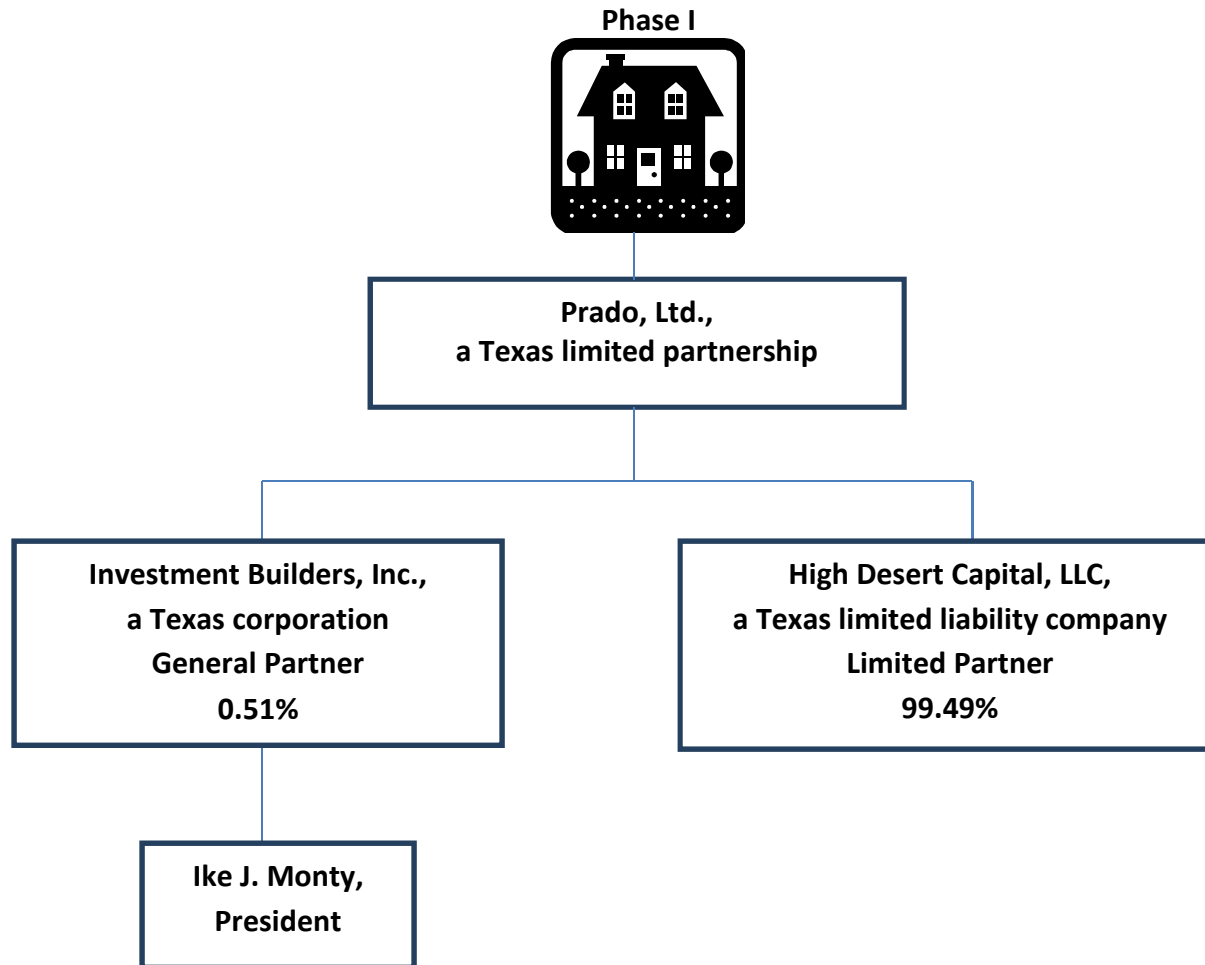 Phase I
Prado, Ltd.,
a Texas limited partnership
Investment Builders, Inc.,
a Texas corporation
General Partner
0.51%
High Desert Capital, LLC,
a Texas limited liability company
Limited Partner
99.49%
Ike J. Monty,
President